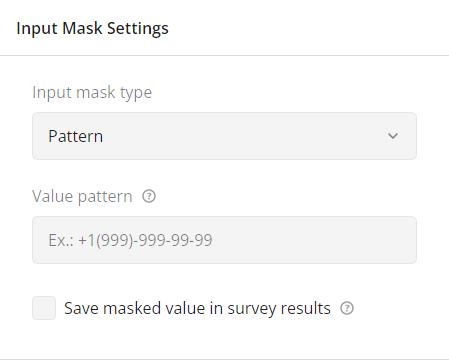 Input Mask Settings
Input mask type
Pattern
Value pattern ?
Ex.: +1(999)-999-99-99
Save masked value in survey results ?